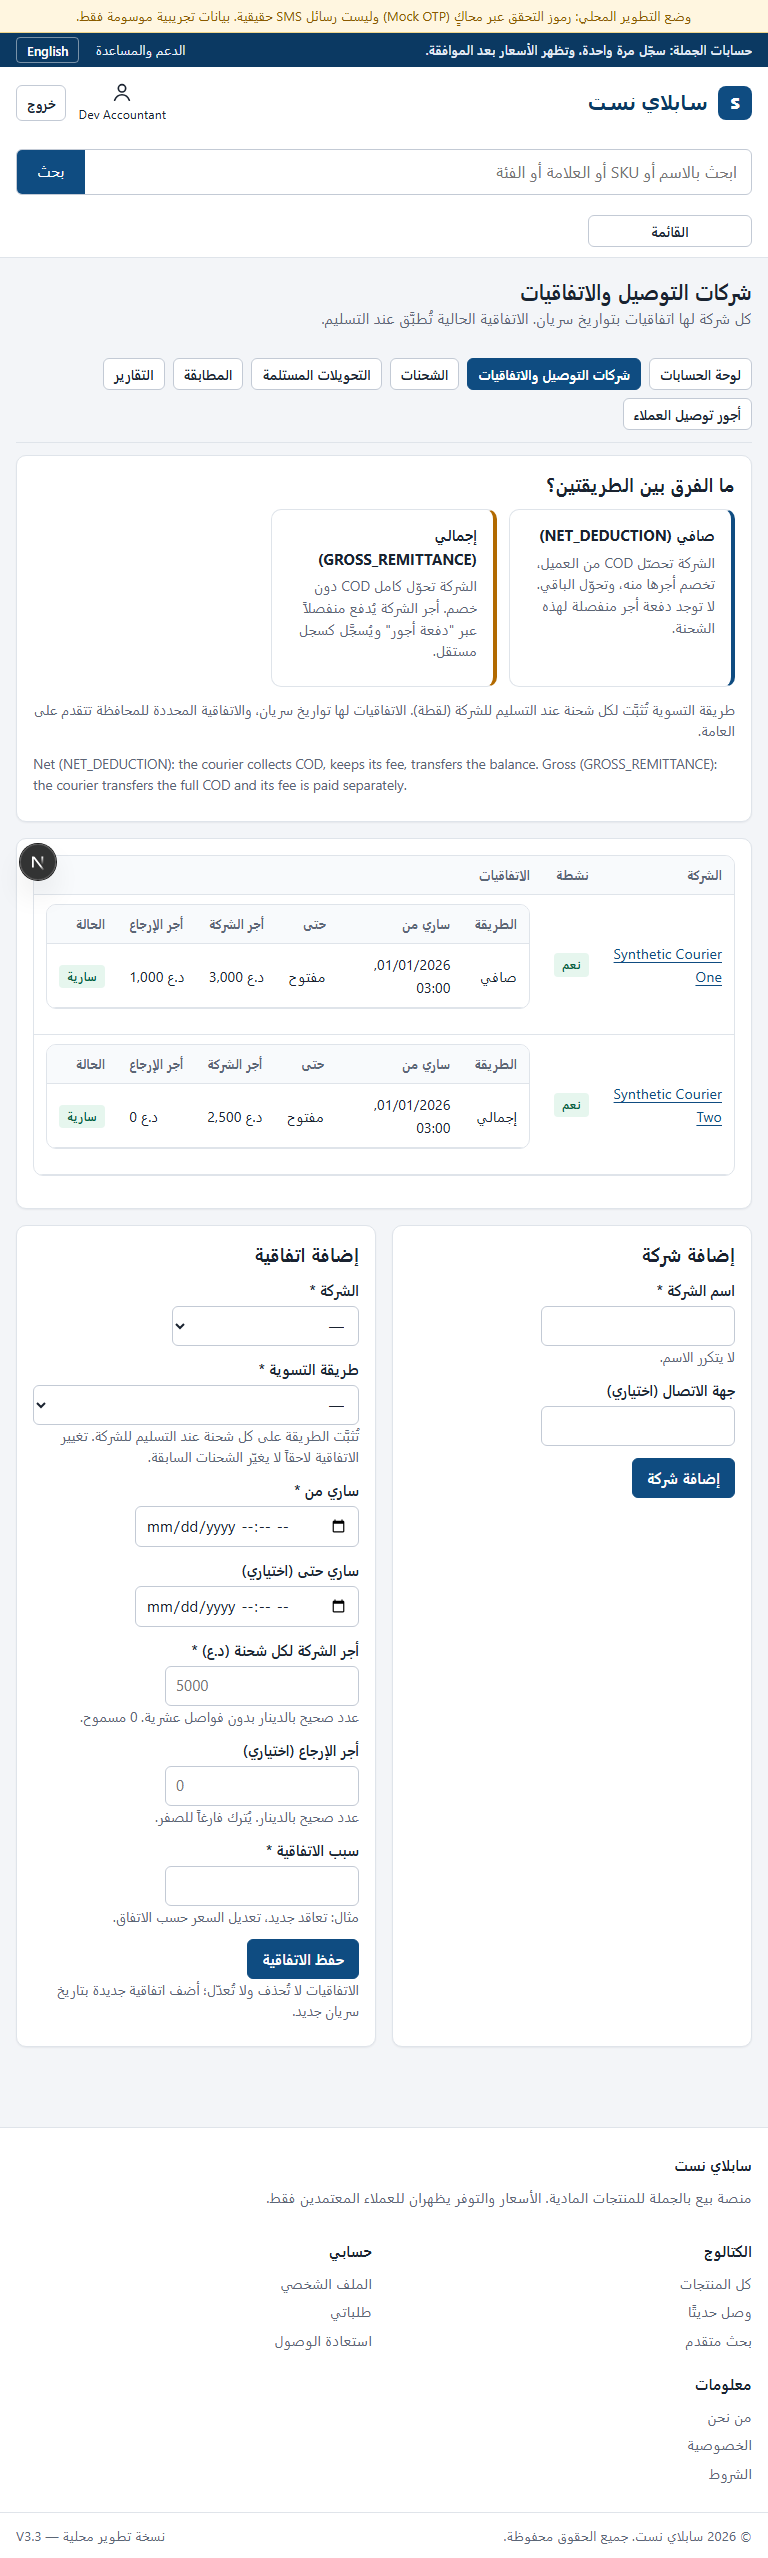 وضع التطوير المحلي: رموز التحقق عبر محاكٍ (Mock OTP) وليست رسائل SMS حقيقية. بيانات تجريبية موسومة فقط.
حسابات الجملة: سجّل مرة واحدة، وتظهر الأسعار بعد الموافقة.
الدعم والمساعدة
English
S
سابلاي نست
Dev Accountant
خروج
ابحث بالاسم أو SKU أو العلامة أو الفئة
بحث
القائمة
شركات التوصيل والاتفاقيات
كل شركة لها اتفاقيات بتواريخ سريان. الاتفاقية الحالية تُطبَّق عند التسليم.
لوحة الحسابات
شركات التوصيل والاتفاقيات
الشحنات
التحويلات المستلمة
المطابقة
التقارير
أجور توصيل العملاء
ما الفرق بين الطريقتين؟
صافي (NET_DEDUCTION)
الشركة تحصّل COD من العميل،
تخصم أجرها منه، وتحوّل الباقي.
لا توجد دفعة أجر منفصلة لهذه
الشحنة.
إجمالي
(GROSS_REMITTANCE)
الشركة تحوّل كامل COD دون
خصم. أجر الشركة يُدفع منفصلاً
عبر "دفعة أجور" ويُسجَّل كسجل
مستقل.
طريقة التسوية تُثبَّت لكل شحنة عند التسليم للشركة (لقطة). الاتفاقيات لها تواريخ سريان، والاتفاقية المحددة للمحافظة تتقدم على
العامة.
Net (NET_DEDUCTION): the courier collects COD, keeps its fee, transfers the balance. Gross (GROSS_REMITTANCE):
the courier transfers the full COD and its fee is paid separately.
N
الشركة
نشطة
الاتفاقيات
Synthetic Courier
One
نعم
الطريقة
ساري من
حتى
أجر الشركة
أجر الإرجاع
الحالة
صافي
01/01/2026,
03:00
مفتوح
3,000 د.ع
1,000 د.ع
سارية
Synthetic Courier
Two
نعم
الطريقة
ساري من
حتى
أجر الشركة
أجر الإرجاع
الحالة
إجمالي
01/01/2026,
03:00
مفتوح
2,500 د.ع
0 د.ع
سارية
إضافة شركة
اسم الشركة *
لا يتكرر الاسم.
جهة الاتصال (اختياري)
إضافة شركة
إضافة اتفاقية
الشركة *
—
طريقة التسوية *
—
تُثبَّت الطريقة على كل شحنة عند التسليم للشركة. تغيير
الاتفاقية لاحقاً لا يغيّر الشحنات السابقة.
ساري من *
mm/dd/yyyy --:-- --
ساري حتى (اختياري)
mm/dd/yyyy --:-- --
أجر الشركة لكل شحنة (د.ع) *
5000
عدد صحيح بالدينار بدون فواصل عشرية. 0 مسموح.
أجر الإرجاع (اختياري)
0
عدد صحيح بالدينار. يُترك فارغاً للصفر.
سبب الاتفاقية *
مثال: تعاقد جديد، تعديل السعر حسب الاتفاق.
حفظ الاتفاقية
الاتفاقيات لا تُحذف ولا تُعدّل؛ أضف اتفاقية جديدة بتاريخ
سريان جديد.
سابلاي نست
منصة بيع بالجملة للمنتجات المادية. الأسعار والتوفر يظهران للعملاء المعتمدين فقط.
الكتالوج
كل المنتجات
وصل حديثًا
بحث متقدم
حسابي
الملف الشخصي
طلباتي
استعادة الوصول
معلومات
من نحن
الخصوصية
الشروط
© 2026 سابلاي نست. جميع الحقوق محفوظة.
نسخة تطوير محلية — V3.3